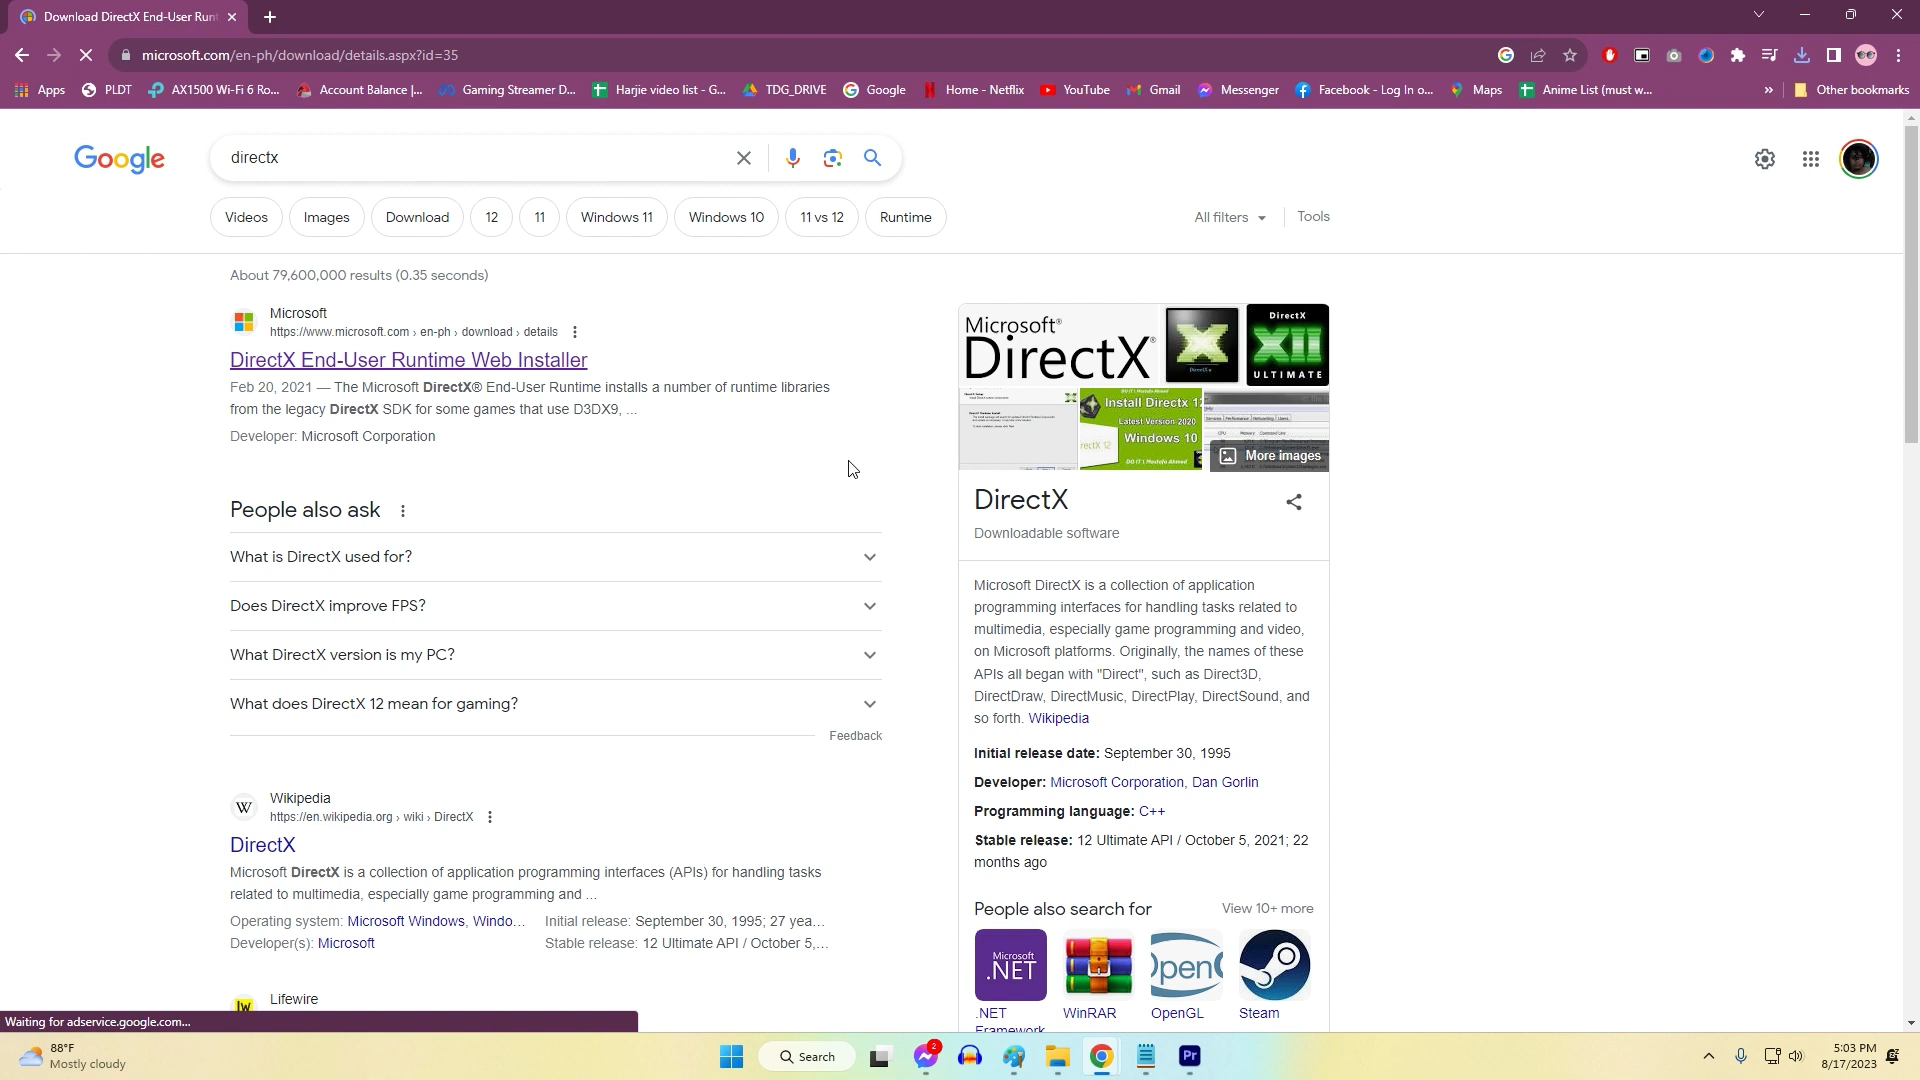 Download DirectX End-User Runt
microsoft.com/en-ph/download/details.aspx?id=35
Apps
PLDT
AX1500 Wi-Fi 6 Ro...
Account Balance |...
Gaming Streamer D...
Harjie video list - G...
TDG_DRIVE
Google
Home - Netflix
YouTube
Gmail
Messenger
Facebook - Log In o...
Maps
Anime List (must w...
»
Other bookmarks
Google
directx
Videos
Images
Download
12
11
Windows 11
Windows 10
11 vs 12
Runtime
All filters
Tools
About 79,600,000 results (0.35 seconds)
Microsoft
https://www.microsoft.com › en-ph › download › details
DirectX End-User Runtime Web Installer
Feb 20, 2021 — The Microsoft DirectX® End-User Runtime installs a number of runtime libraries
from the legacy DirectX SDK for some games that use D3DX9, ...
Developer: Microsoft Corporation
People also ask
What is DirectX used for?
Does DirectX improve FPS?
What DirectX version is my PC?
What does DirectX 12 mean for gaming?
Feedback
Wikipedia
https://en.wikipedia.org › wiki › DirectX
DirectX
Microsoft DirectX is a collection of application programming interfaces (APIs) for handling tasks
related to multimedia, especially game programming and ...
Operating system: Microsoft Windows, Windo...
Initial release: September 30, 1995; 27 yea...
Developer(s): Microsoft
Stable release: 12 Ultimate API / October 5,...
Lifewire
Microsoft®
DirectX®
DirectX
XII
ULTIMATE
Install Directx 12
Latest Version 2020
Windows 10
More images
DirectX
Downloadable software
Microsoft DirectX is a collection of application
programming interfaces for handling tasks related to
multimedia, especially game programming and video,
on Microsoft platforms. Originally, the names of these
APIs all began with "Direct", such as Direct3D,
DirectDraw, DirectMusic, DirectPlay, DirectSound, and
so forth. Wikipedia
Initial release date: September 30, 1995
Developer: Microsoft Corporation, Dan Gorlin
Programming language: C++
Stable release: 12 Ultimate API / October 5, 2021; 22
months ago
People also search for
View 10+ more
Microsoft
.NET
.NET
Framework
WinRAR
OpenGL
Steam
Waiting for adservice.google.com...
88°F
Mostly cloudy
Search
2
Pr
5:03 PM
8/17/2023